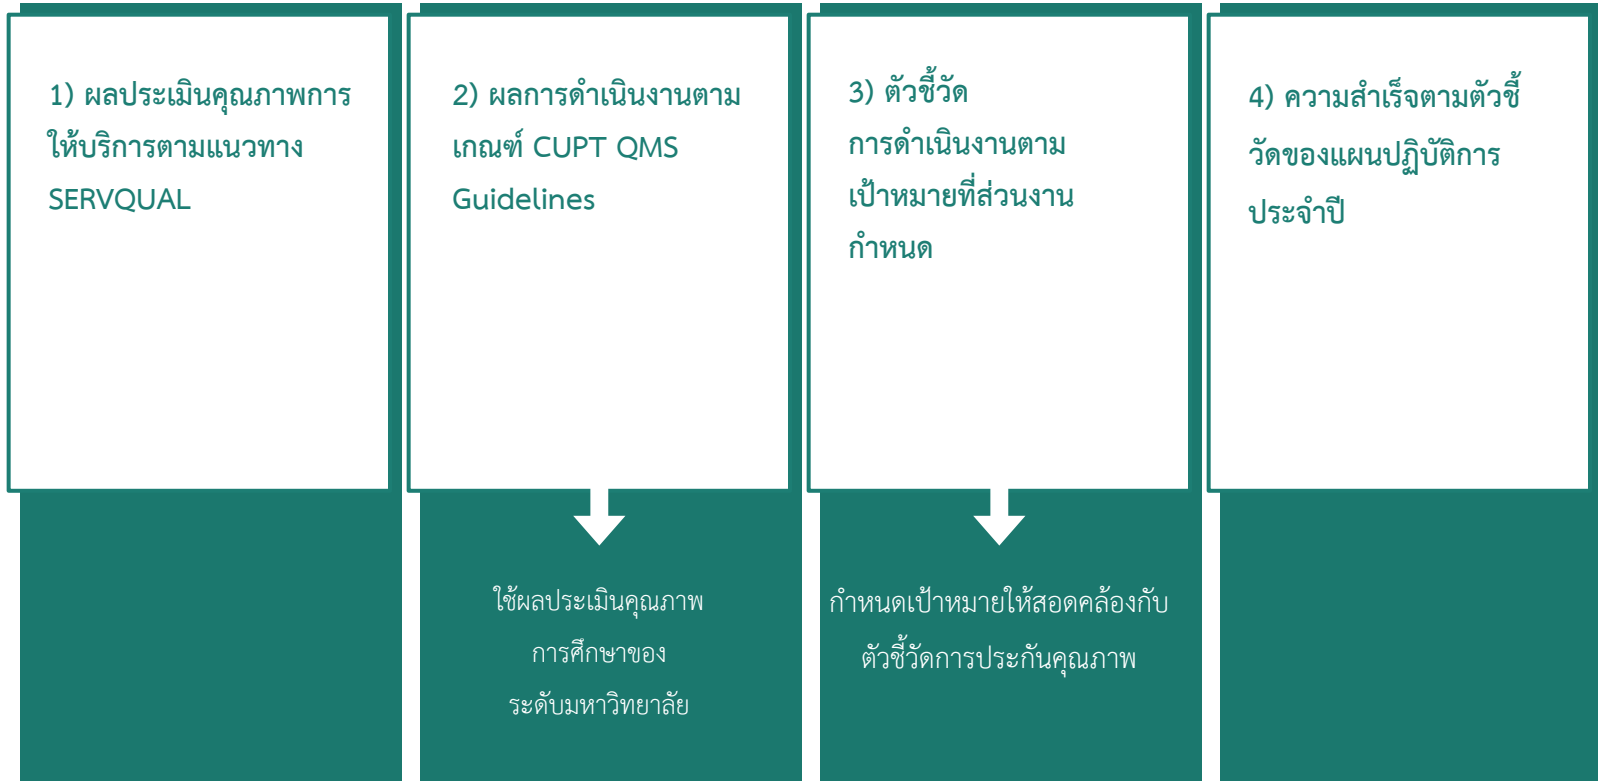 1) ผลประเมินคุณภาพการ
ให้บริการตามแนวทาง
SERVQUAL
2) ผลการดำเนินงานตาม
เกณฑ์ CUPT QMS
Guidelines
3) ตัวชี้วัด
การดำเนินงานตาม
เป้าหมายที่ส่วนงาน
กำหนด
4) ความสำเร็จตามตัวชี้
วัดของแผนปฏิบัติการ
ประจำปี
ใช้ผลประเมินคุณภาพ
การศึกษาของ
ระดับมหาวิทยาลัย
กำหนดเป้าหมายให้สอดคล้องกับ
ตัวชี้วัดการประกันคุณภาพ